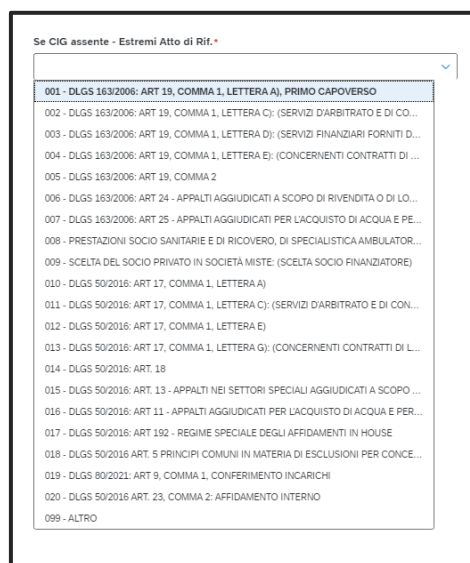 Se CIG assente - Estremi Atto di Rif.*
001 - DLGS 163/2006: ART 19, COMMA 1, LETTERA A), PRIMO CAPOVERSO
002 - DLGS 163/2006: ART 19, COMMA 1, LETTERA C): (SERVIZI D'ARBITRATO E DI CO...
003 - DLGS 163/2006: ART 19, COMMA 1, LETTERA D): (SERVIZI FINANZIARI FORNITI D...
004 - DLGS 163/2006: ART 19, COMMA 1, LETTERA E): (CONCERNENTI CONTRATTI DI ...
005 - DLGS 163/2006: ART 19, COMMA 2
006 - DLGS 163/2006: ART 24 - APPALTI AGGIUDICATI A SCOPO DI RIVENDITA O DI LO...
007 - DLGS 163/2006: ART 25 - APPALTI AGGIUDICATI PER L'ACQUISTO DI ACQUA E PE...
008 - PRESTAZIONI SOCIO SANITARIE E DI RICOVERO, DI SPECIALISTICA AMBULATOR...
009 - SCELTA DEL SOCIO PRIVATO IN SOCIETÀ MISTE: (SCELTA SOCIO FINANZIATORE)
010 - DLGS 50/2016: ART 17, COMMA 1, LETTERA A)
011 - DLGS 50/2016: ART 17, COMMA 1, LETTERA C): (SERVIZI D'ARBITRATO E DI CON...
012 - DLGS 50/2016: ART 17, COMMA 1, LETTERA E)
013 - DLGS 50/2016: ART 17, COMMA 1, LETTERA G): (CONCERNENTI CONTRATTI DI L...
014 - DLGS 50/2016: ART. 18
015 - DLGS 50/2016: ART. 13 - APPALTI NEI SETTORI SPECIALI AGGIUDICATI A SCOPO ...
016 - DLGS 50/2016: ART 11 - APPALTI AGGIUDICATI PER L'ACQUISTO DI ACQUA E PER...
017 - DLGS 50/2016: ART 192 - REGIME SPECIALE DEGLI AFFIDAMENTI IN HOUSE
018 - DLGS 50/2016 ART. 5 PRINCIPI COMUNI IN MATERIA DI ESCLUSIONI PER CONCE...
019 - DLGS 80/2021: ART 9, COMMA 1, CONFERIMENTO INCARICHI
020 - DLGS 50/2016 ART. 23, COMMA 2: AFFIDAMENTO INTERNO
099 - ALTRO